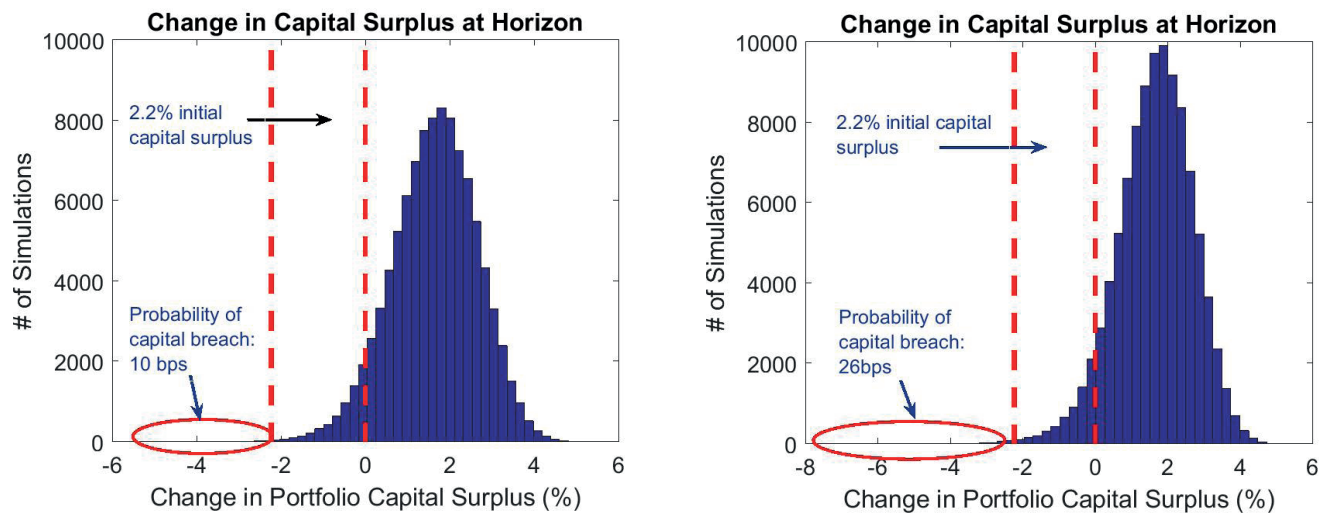 Change in Capital Surplus at Horizon
10000
8000
6000
4000
2000
0
# of Simulations
2.2% initial
capital surplus
Probability of
capital breach:
10 bps
-6
-4
-2
0
2
4
6
Change in Portfolio Capital Surplus (%)
Change in Capital Surplus at Horizon
10000
8000
6000
4000
2000
0
# of Simulations
2.2% initial capital
surplus
Probability of
capital breach:
26bps
-8
-6
-4
-2
0
2
4
6
Change in Portfolio Capital Surplus (%)